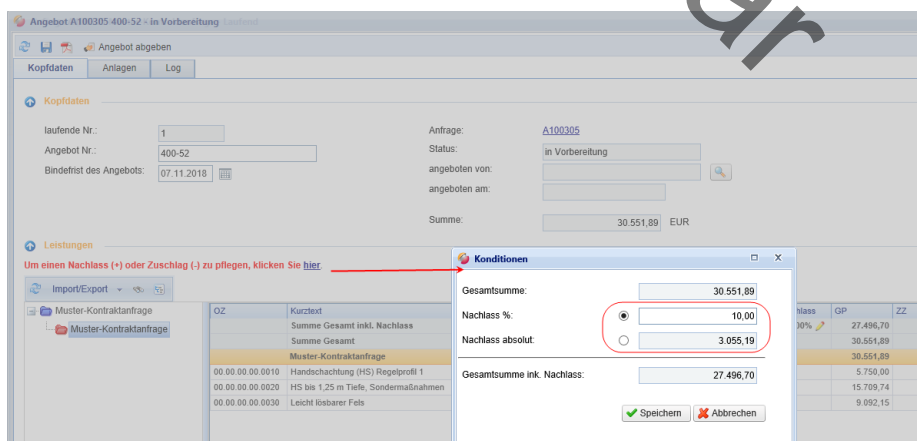 Angebot A100305 400-52 - in Vorbereitung
Angebot abgeben
Kopfdaten Anlagen Log
Kopfdaten
laufende Nr.: 1 Anfrage: A100305
Angebot Nr.: 400-52 Status: in Vorbereitung
Bindefrist des Angebots: 07.11.2018 angeboten von:
angeboten am:
Summe: 30.551,89 EUR
Leistungen
Um einen Nachlass (+) oder Zuschlag (-) zu pflegen, klicken Sie hier
Import/Export
Muster-Kontraktanfrage
Muster-Kontraktanfrage
OZ Kurztext hlass GP ZZ
Summe Gesamt inkl. Nachlass 00% 27.496,70
Summe Gesamt 30.551,89
Muster-Kontraktanfrage 30.551,89
00.00.00.00.0010 Handschachtung (HS) Regelprofil 1 5.750,00
00.00.00.00.0020 HS bis 1,25 m Tiefe, Sondermaßnahmen 15.709,74
00.00.00.00.0030 Leicht lösbarer Fels 9.092,15
Konditionen
Gesamtsumme: 30.551,89
Nachlass %: 10,00
Nachlass absolut: 3.055,19
Gesamtsumme ink. Nachlass: 27.496,70
Speichern Abbrechen